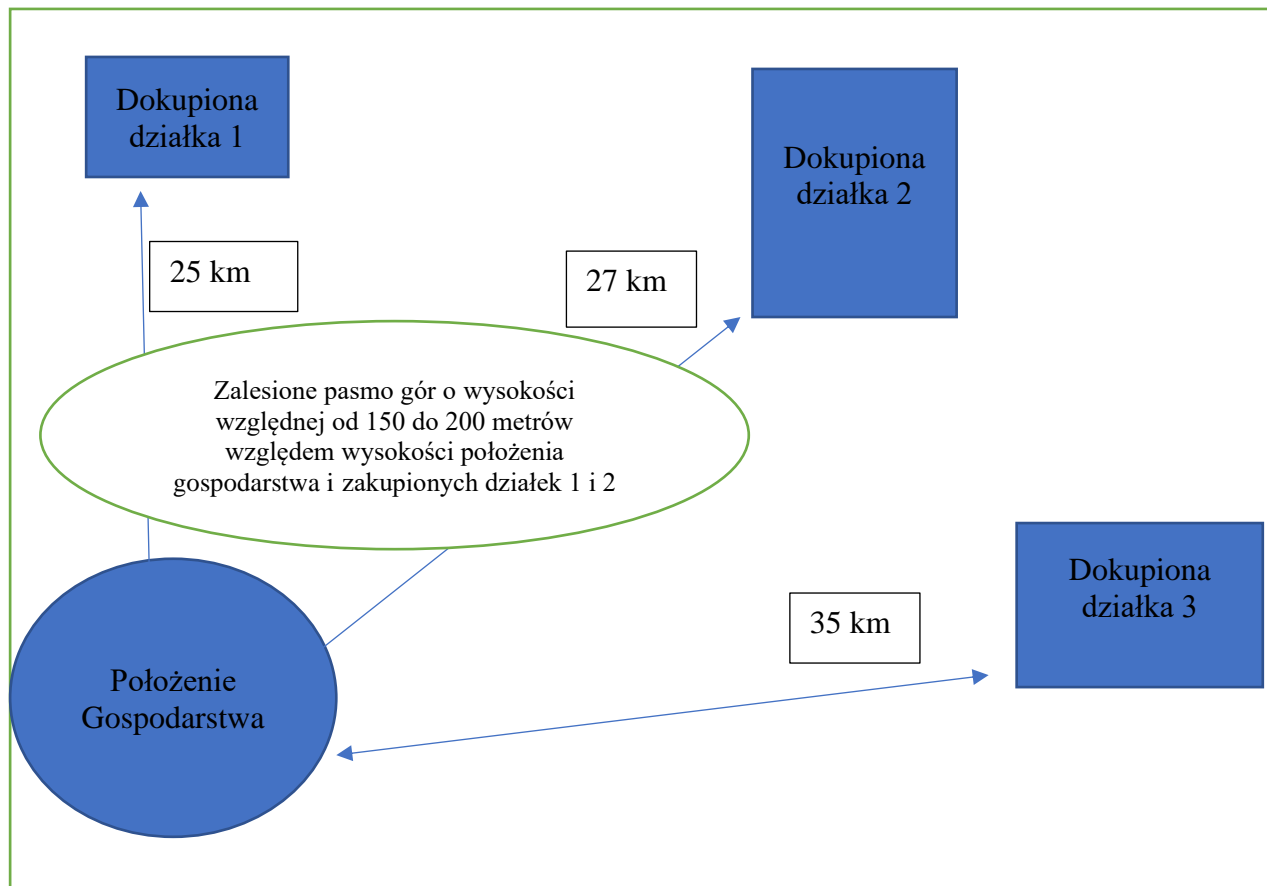 Dokupiona
działka 1
Dokupiona
działka 2
25 km
27 km
Zalesione pasmo gór o wysokości
względnej od 150 do 200 metrów
względem wysokości położenia
gospodarstwa i zakupionych działek 1 i 2
Dokupiona
działka 3
35 km
Położenie
Gospodarstwa